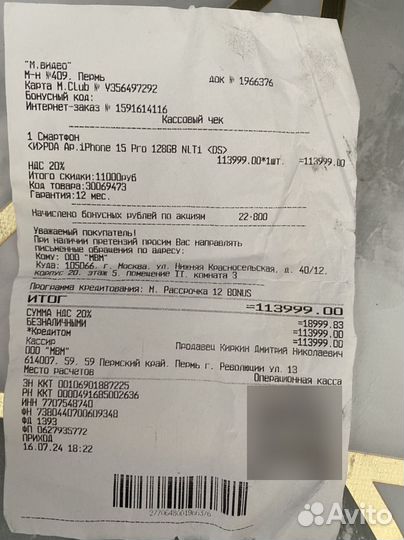 "М.видео"
М-н №409, Пермь
ДОК № 1966376
Карта M.Club № V356497292
Бонусный код:
Интернет-заказ № 1591614116
Кассовый чек
1 Смартфон
<И>PDA Ap.iPhone 15 Pro 128GB NLTi <DS>
113999.00*1шт. =113999.00
НДС 20%
Итого скидки:11000руб
Код товара:30069473
Гарантия:12 мес.
Начислено бонусных рублей по акциям 22-800
Уважаемый покупатель!
При наличии претензий просим Вас направлять
письменные обращения по адресу:
Кому: ООО "МВМ"
Куда: 105066, г. Москва, ул. Нижняя Красносельская, д. 40/12,
корпус 20, этаж 5, помещение II, комната 3
Программа кредитования: М. Рассрочка 12 BONUS
ИТОГ =113999.00
СУММА НДС 20% =18999.83
БЕЗНАЛИЧНЫМИ =113999.00
*Кредитом =113999.00
Кассир Продавец Киркин Дмитрий Николаевич
ООО "МВМ"
614007, 59, 59 Пермский край, Пермь г, Революции ул, 13
Место расчетов Операционная касса
ЗН ККТ 00106901887225
РН ККТ 0000491685002636
ИНН 7707548740
ФН 7380440700609348
ФД 1393
ФП 0627935772
ПРИХОД
16.07.24 18:22
2770648001966376
Avito